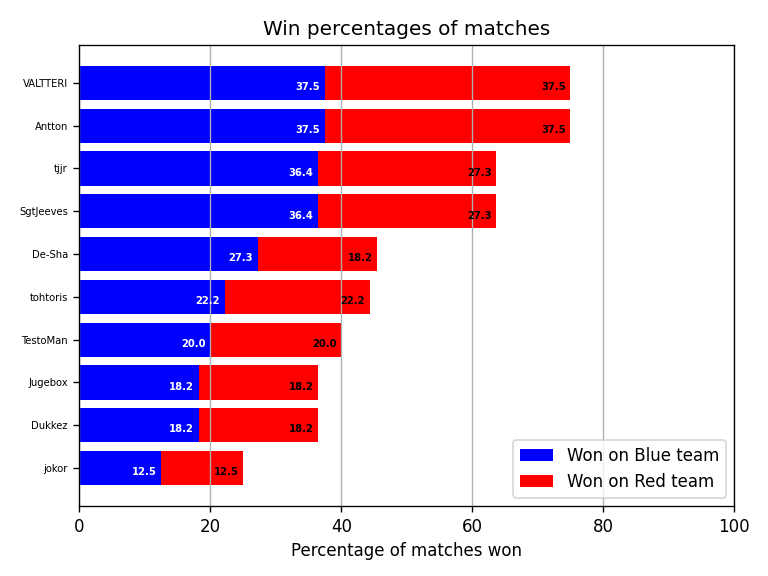 Win percentages of matches
VALTTERI 37.5 37.5
Antton 37.5 37.5
tjjr 36.4 27.3
SgtJeeves 36.4 27.3
De-Sha 27.3 18.2
tohtoris 22.2 22.2
TestoMan 20.0 20.0
Jugebox 18.2 18.2
Dukkez 18.2 18.2
jokor 12.5 12.5
Won on Blue team
Won on Red team
0 20 40 60 80 100
Percentage of matches won